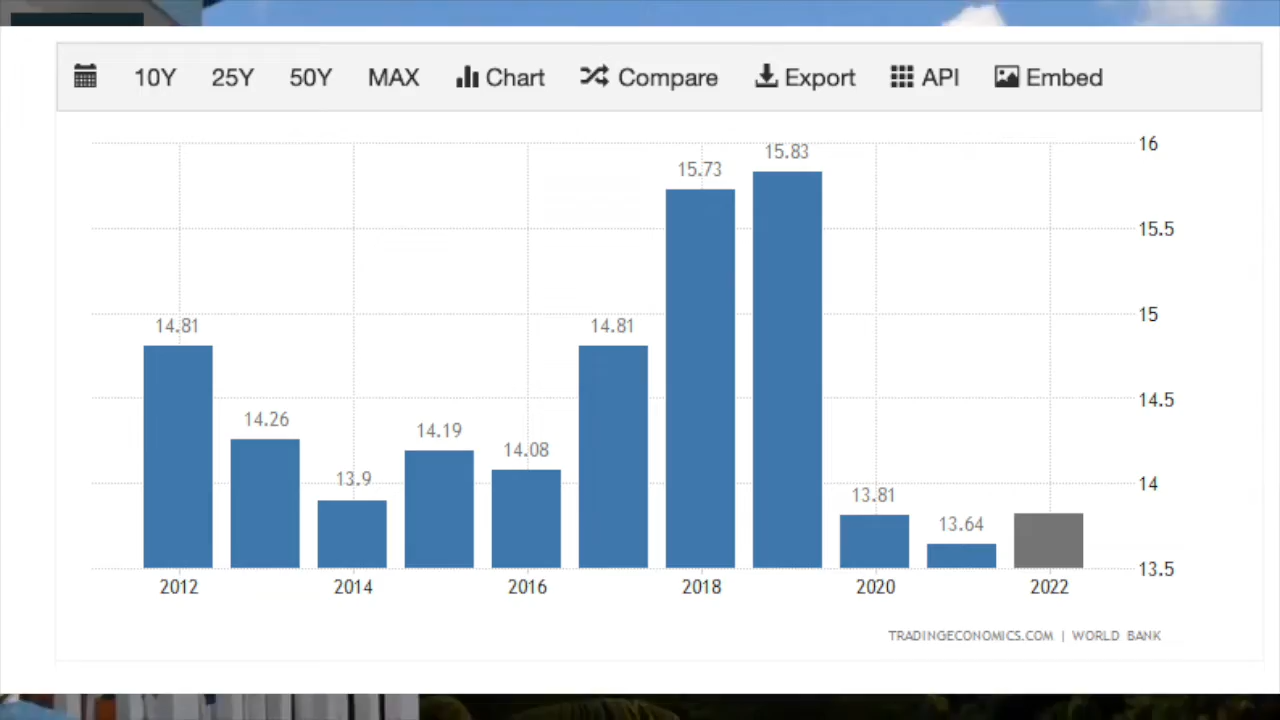 10Y 25Y 50Y MAX Chart Compare Export API Embed
16
15.83
15.73
15.5
14.81 14.81 15
14.26 14.19 14.5
14.08
13.9 14
13.81
13.64
13.5
2012 2014 2016 2018 2020 2022
TRADINGECONOMICS.COM | WORLD BANK